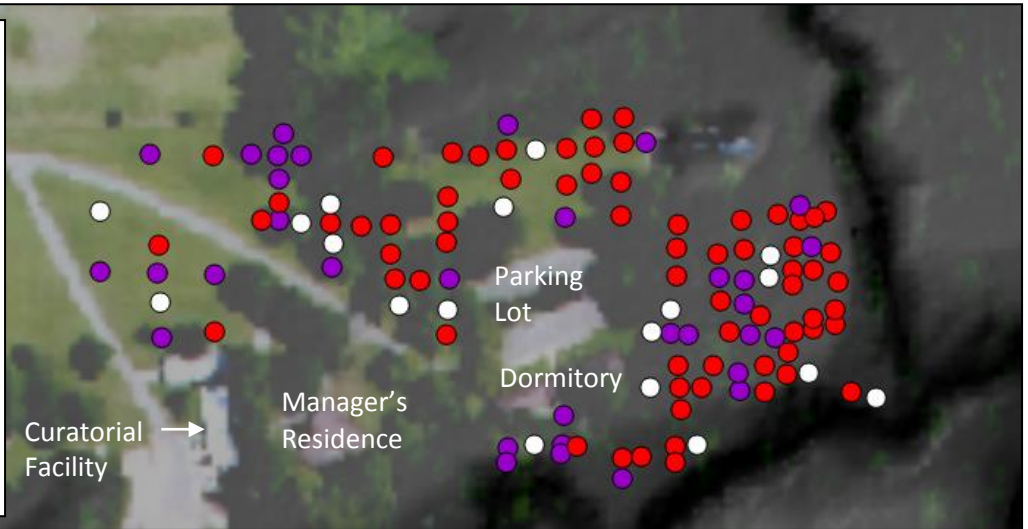 Parking
Lot
Dormitory
Manager’s
Residence
Curatorial
Facility